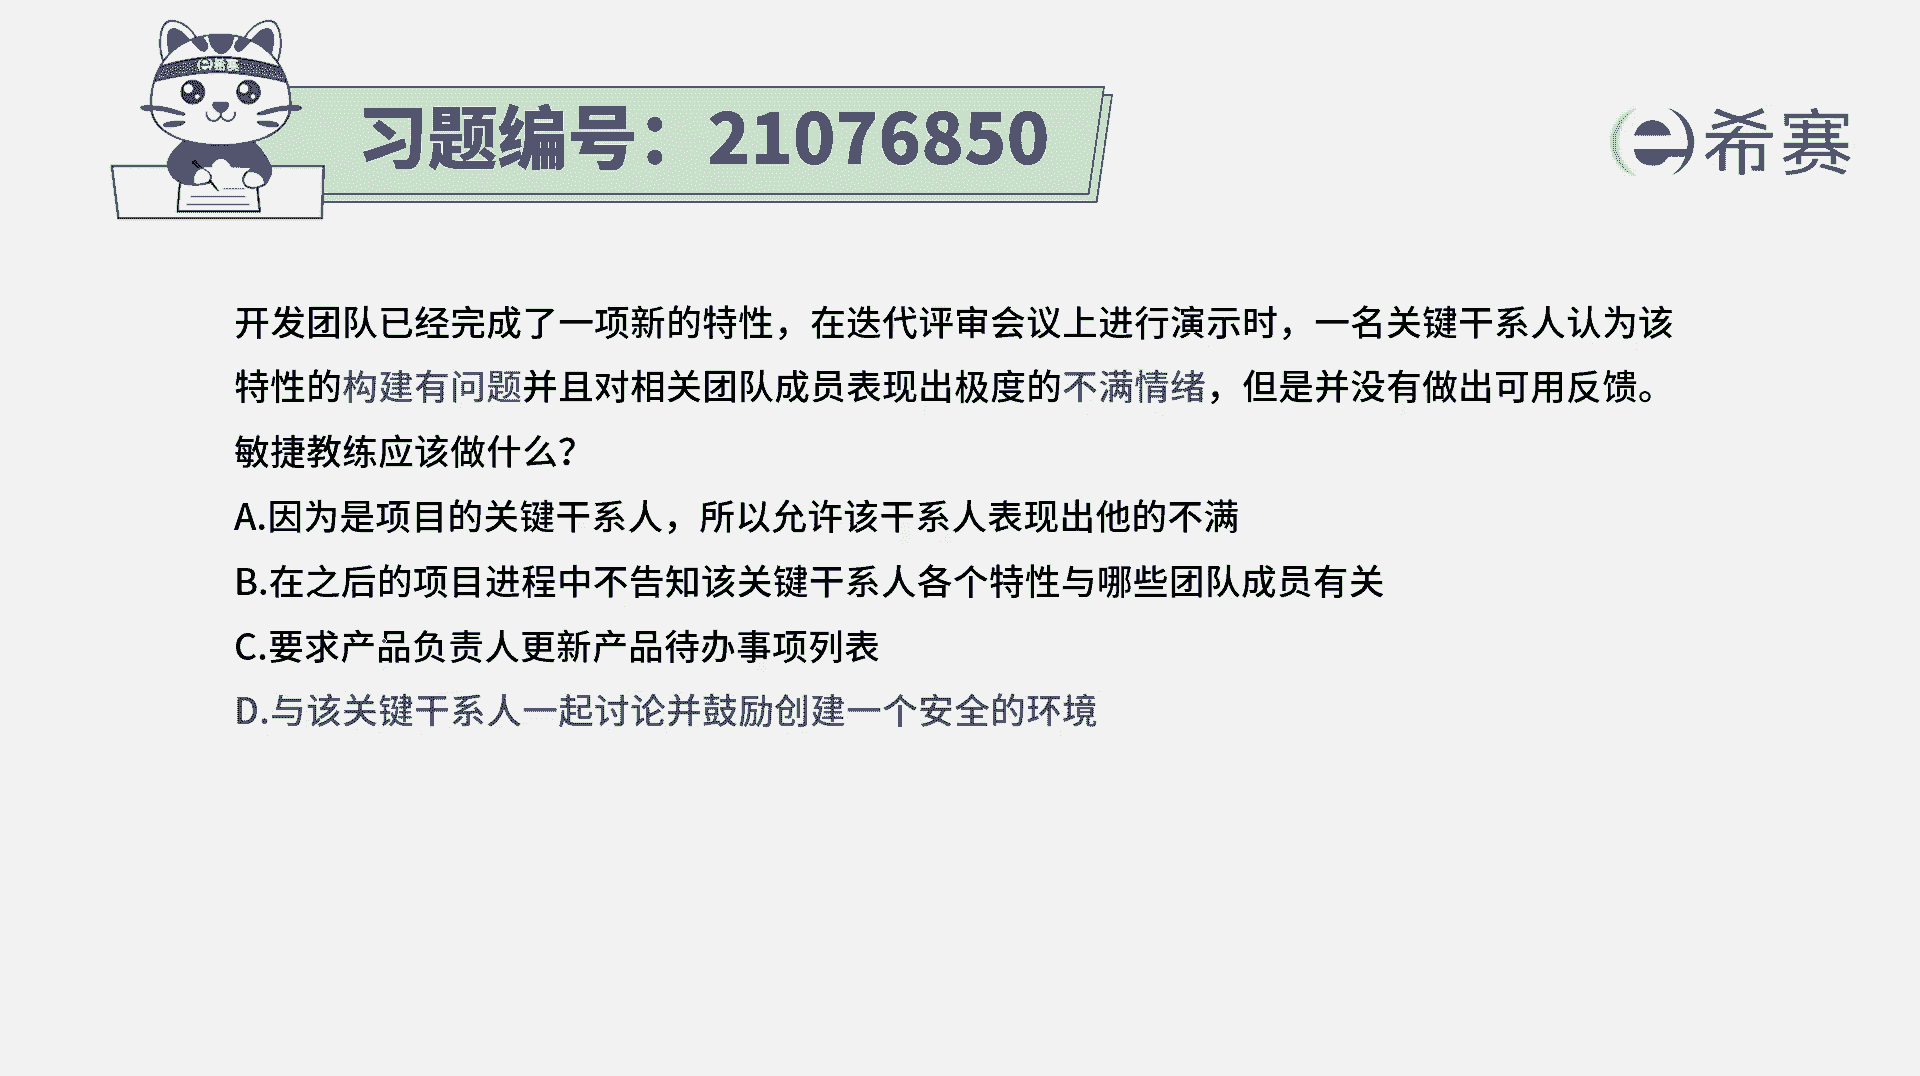 希赛
习题编号：21076850
希赛
开发团队已经完成了一项新的特性，在迭代评审会议上进行演示时，一名关键干系人认为该
特性的构建有问题并且对相关团队成员表现出极度的不满情绪，但是并没有做出可用反馈。
敏捷教练应该做什么？
A.因为是项目的关键干系人，所以允许该干系人表现出他的不满
B.在之后的项目进程中不告知该关键干系人各个特性与哪些团队成员有关
C.要求产品负责人更新产品待办事项列表
D.与该关键干系人一起讨论并鼓励创建一个安全的环境